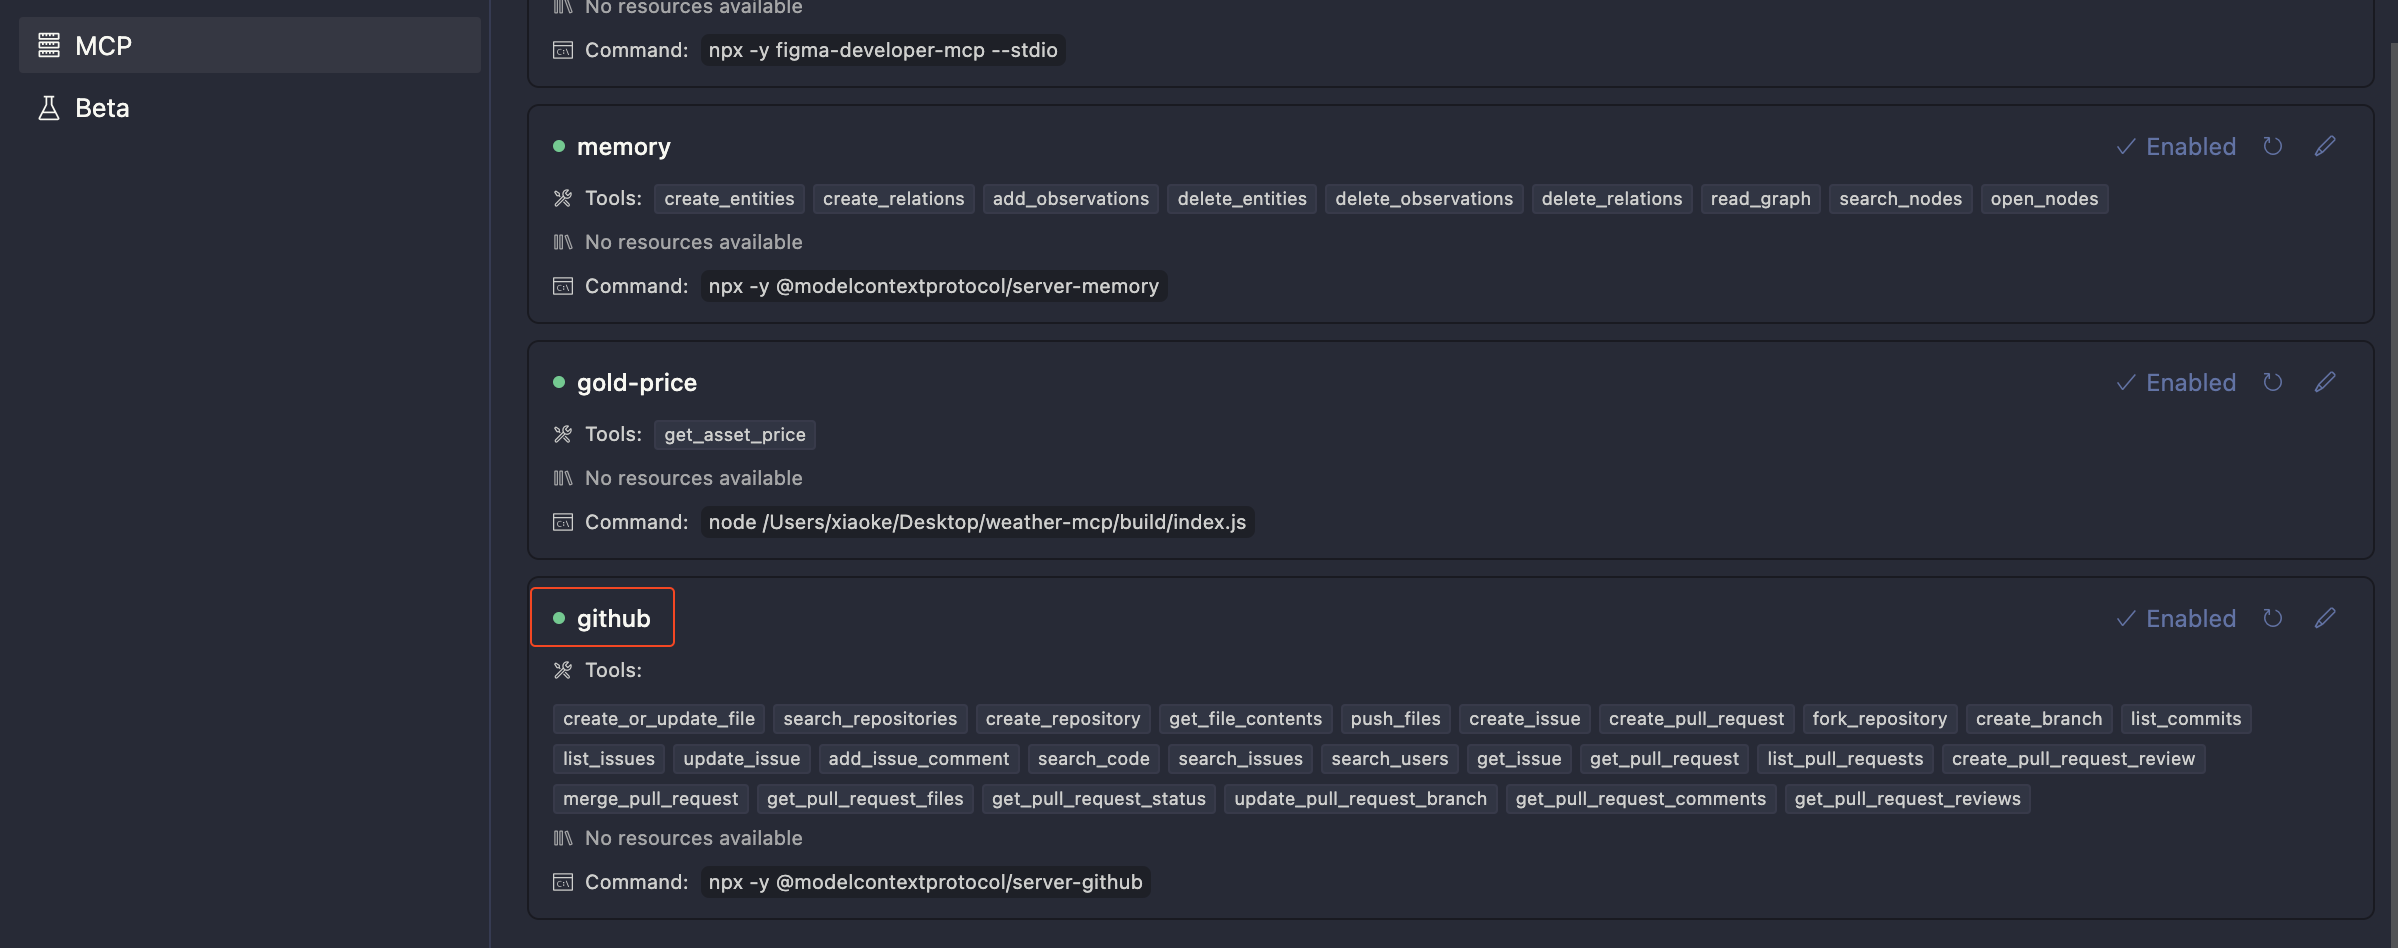 MCP
Beta
No resources available
Command: npx -y figma-developer-mcp --stdio
memory
Enabled
Tools: create_entities create_relations add_observations delete_entities delete_observations delete_relations read_graph search_nodes open_nodes
No resources available
Command: npx -y @modelcontextprotocol/server-memory
gold-price
Enabled
Tools: get_asset_price
No resources available
Command: node /Users/xiaoke/Desktop/weather-mcp/build/index.js
github
Enabled
Tools:
create_or_update_file search_repositories create_repository get_file_contents push_files create_issue create_pull_request fork_repository create_branch list_commits
list_issues update_issue add_issue_comment search_code search_issues search_users get_issue get_pull_request list_pull_requests create_pull_request_review
merge_pull_request get_pull_request_files get_pull_request_status update_pull_request_branch get_pull_request_comments get_pull_request_reviews
No resources available
Command: npx -y @modelcontextprotocol/server-github